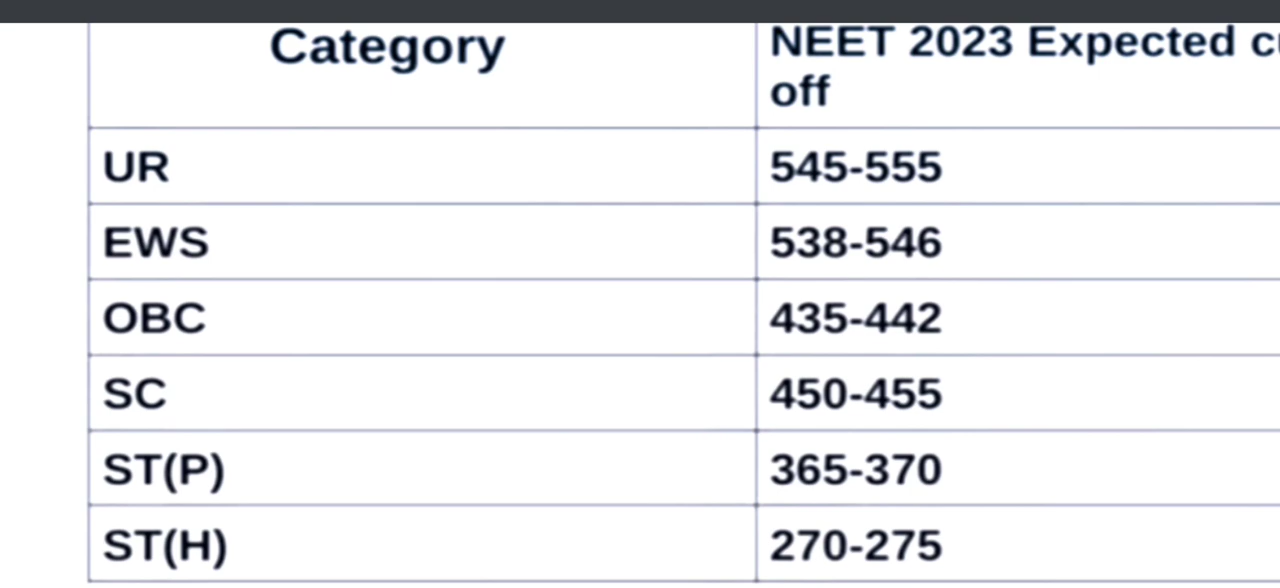 Category
NEET 2023 Expected
off
UR
545-555
EWS
538-546
OBC
435-442
SC
450-455
ST(P)
365-370
ST(H)
270-275